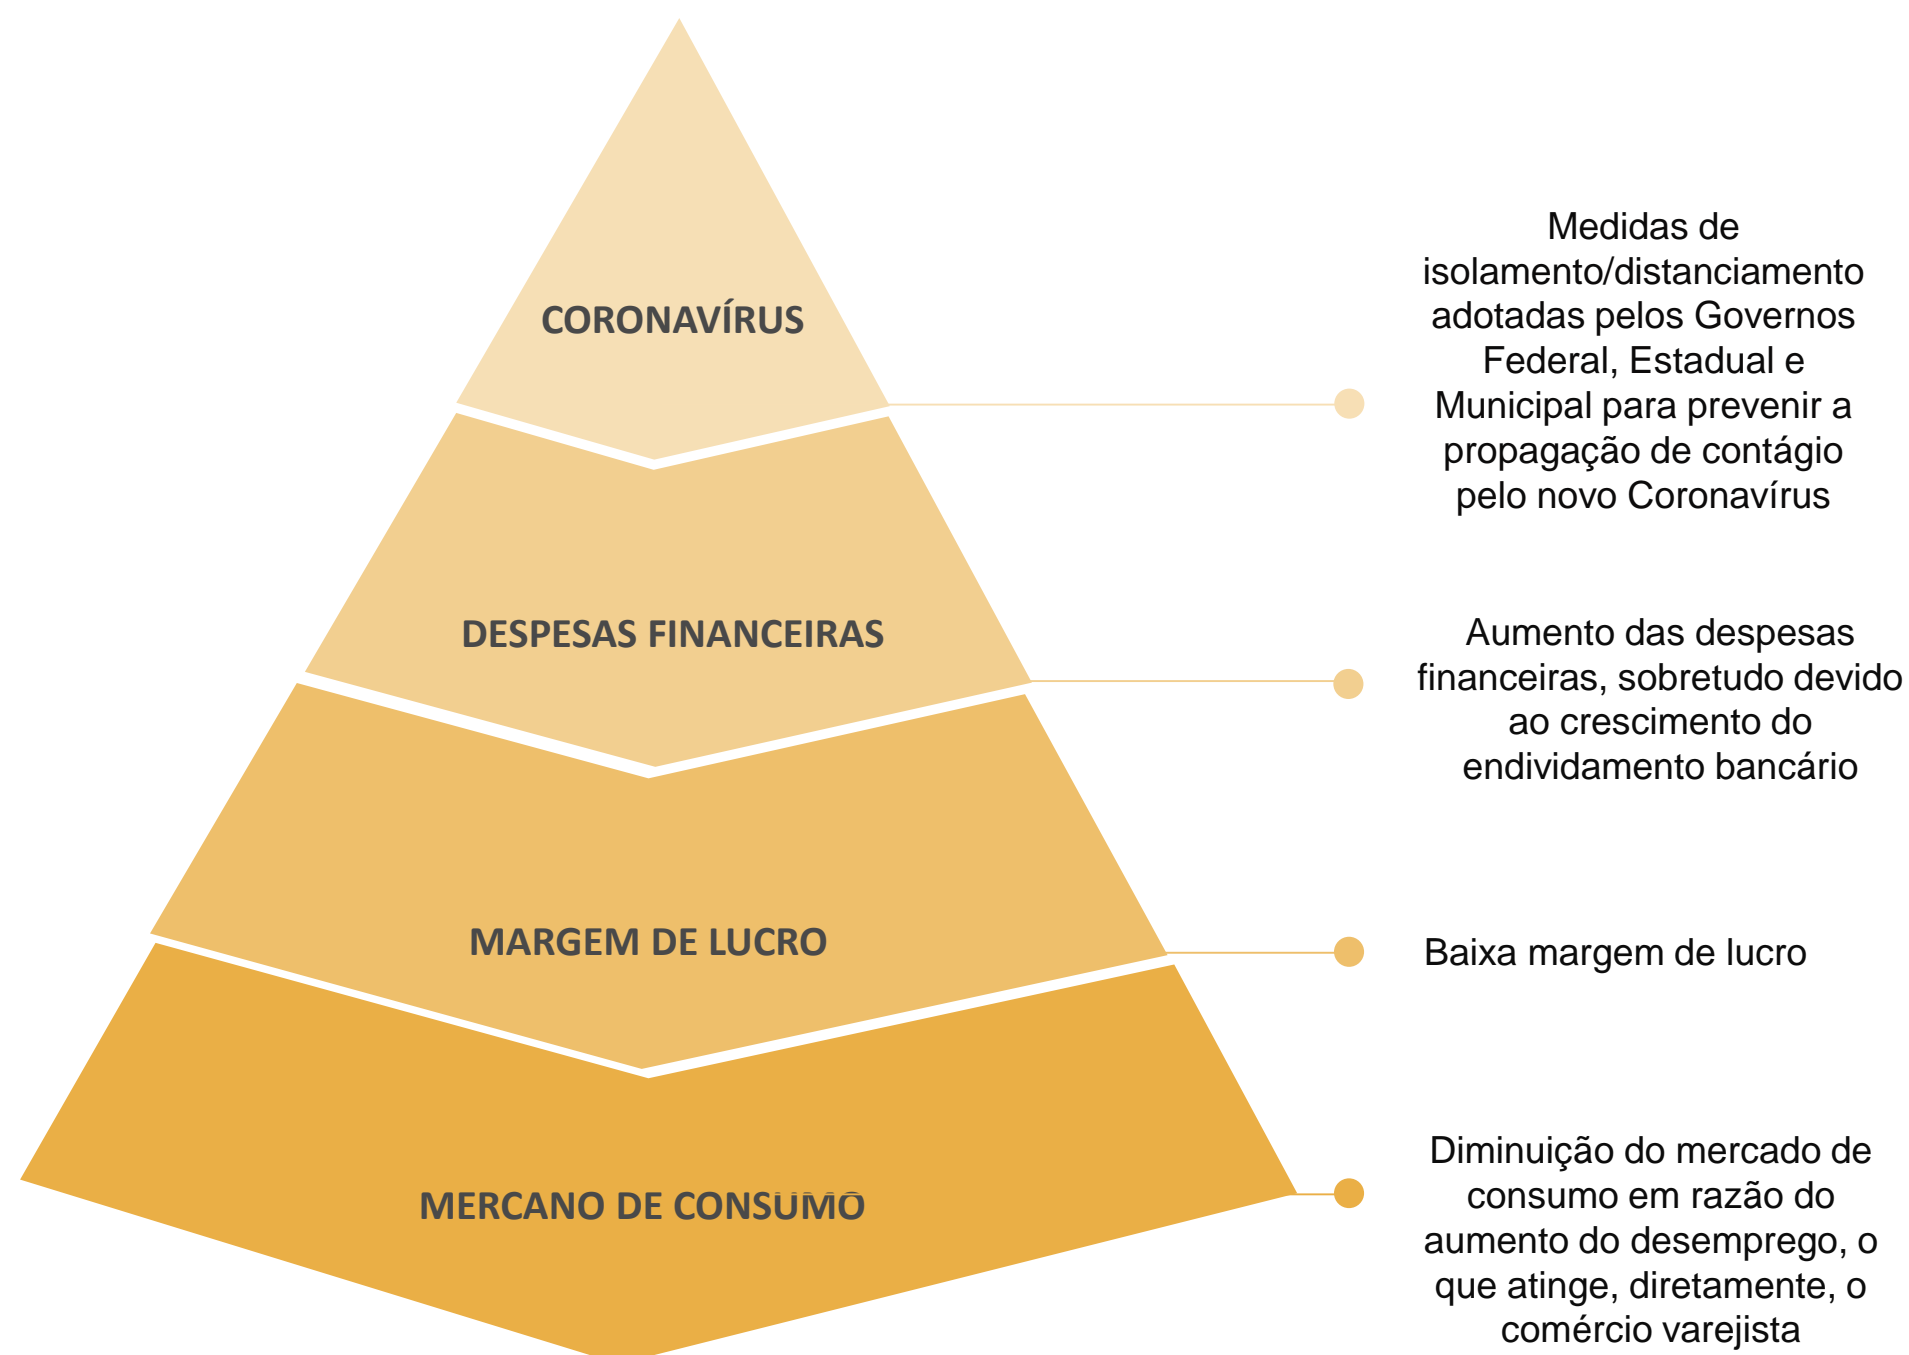 CORONAVÍRUS
Medidas de
isolamento/distanciamento
adotadas pelos Governos
Federal, Estadual e
Municipal para prevenir a
propagação de contágio
pelo novo Coronavírus
DESPESAS FINANCEIRAS
Aumento das despesas
financeiras, sobretudo devido
ao crescimento do
endividamento bancário
MARGEM DE LUCRO
Baixa margem de lucro
MERCANO DE CONSUMO
Diminuição do mercado de
consumo em razão do
aumento do desemprego, o
que atinge, diretamente, o
comércio varejista